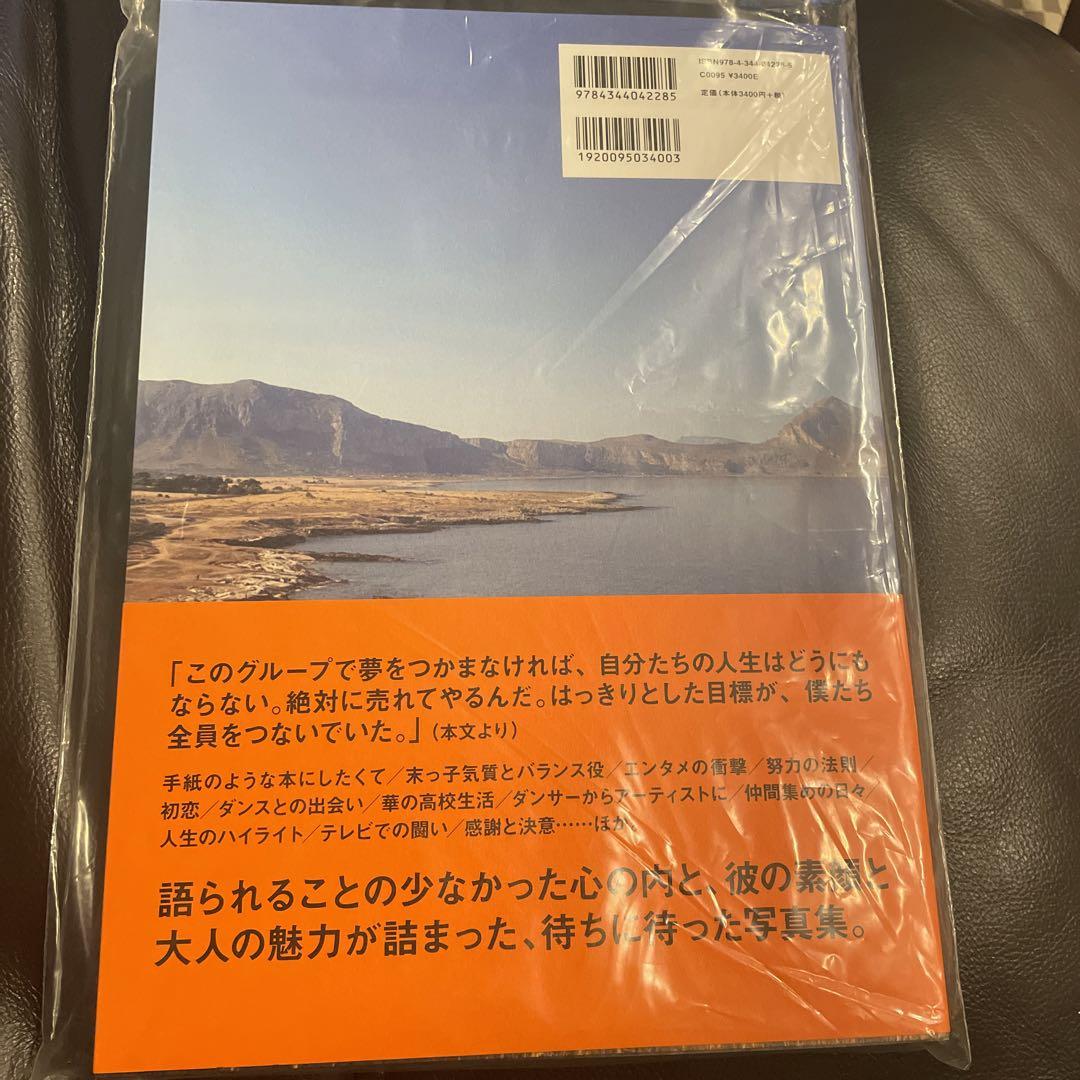 ISBN978-4-344-04228-5
C0095 ¥3400E
定価(本体3400円+税)
9784344042285
1920095034003
「このグループで夢をつかまなければ、自分たちの人生はどうにも
ならない。絶対に売れてやるんだ。はっきりとした目標が、僕たち
全員をつないでいた。」(本文より)
手紙のような本にしたくて/末っ子気質とバランス役/エンタメの衝撃/努力の法則/
初恋/ダンスとの出会い/華の高校生活/ダンサーからアーティストに/仲間集めの日々/
人生のハイライト/テレビでの闘い/感謝と決意……ほか。
語られることの少なかった心の内と、彼の素顔と
大人の魅力が詰まった、待ちに待った写真集。